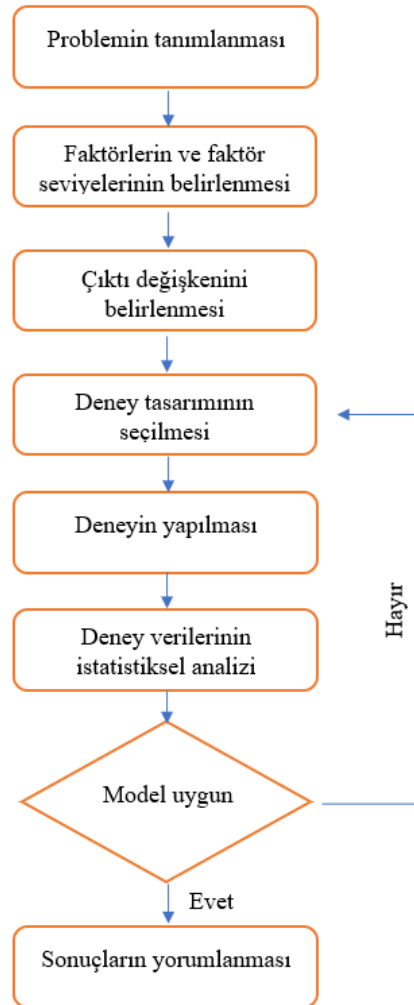 Problemin tanımlanması
Faktörlerin ve faktör
seviyelerinin belirlenmesi
Çıktı değişkenini
belirlenmesi
Deney tasarımının
seçilmesi
Deneyin yapılması
Deney verilerinin
istatistiksel analizi
Model uygun
Hayır
Evet
Sonuçların yorumlanması